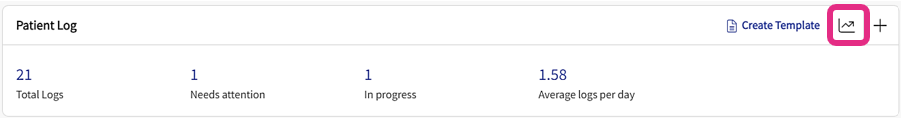 Patient Log
Create Template
21
1
1
1.58
Total Logs
Needs attention
In progress
Average logs per day